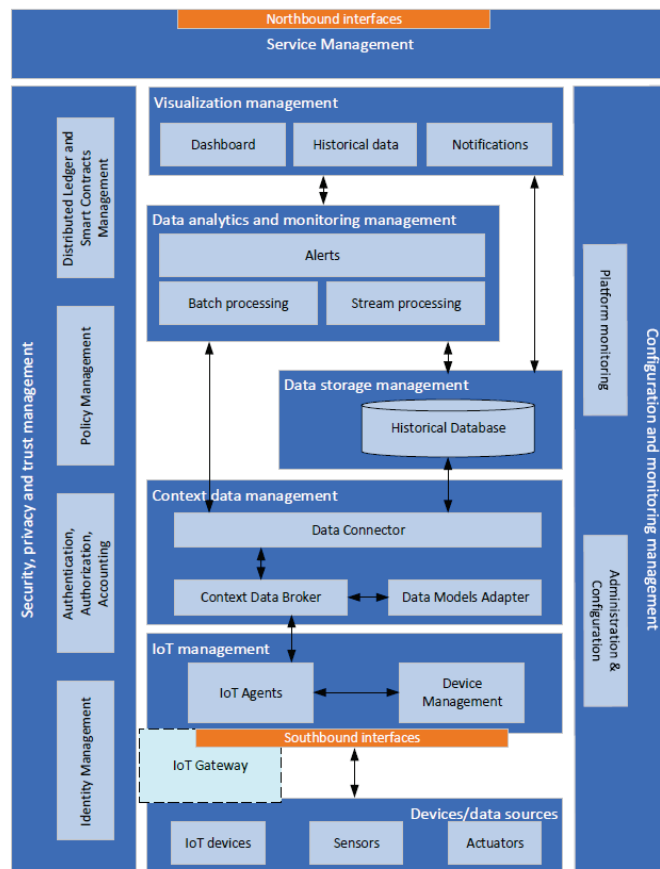 Northbound interfaces
Service Management
Security, privacy and trust management
Distributed Ledger and
Smart Contracts
Management
Policy Management
Authentication,
Authorization,
Accounting
Identity Management
Visualization management
Dashboard
Historical data
Notifications
Data analytics and monitoring management
Alerts
Batch processing
Stream processing
Data storage management
Historical Database
Context data management
Data Connector
Context Data Broker
Data Models Adapter
IoT management
IoT Agents
Device
Management
Southbound interfaces
IoT Gateway
Devices/data sources
IoT devices
Sensors
Actuators
Configuration and monitoring management
Platform monitoring
Administration &
Configuration